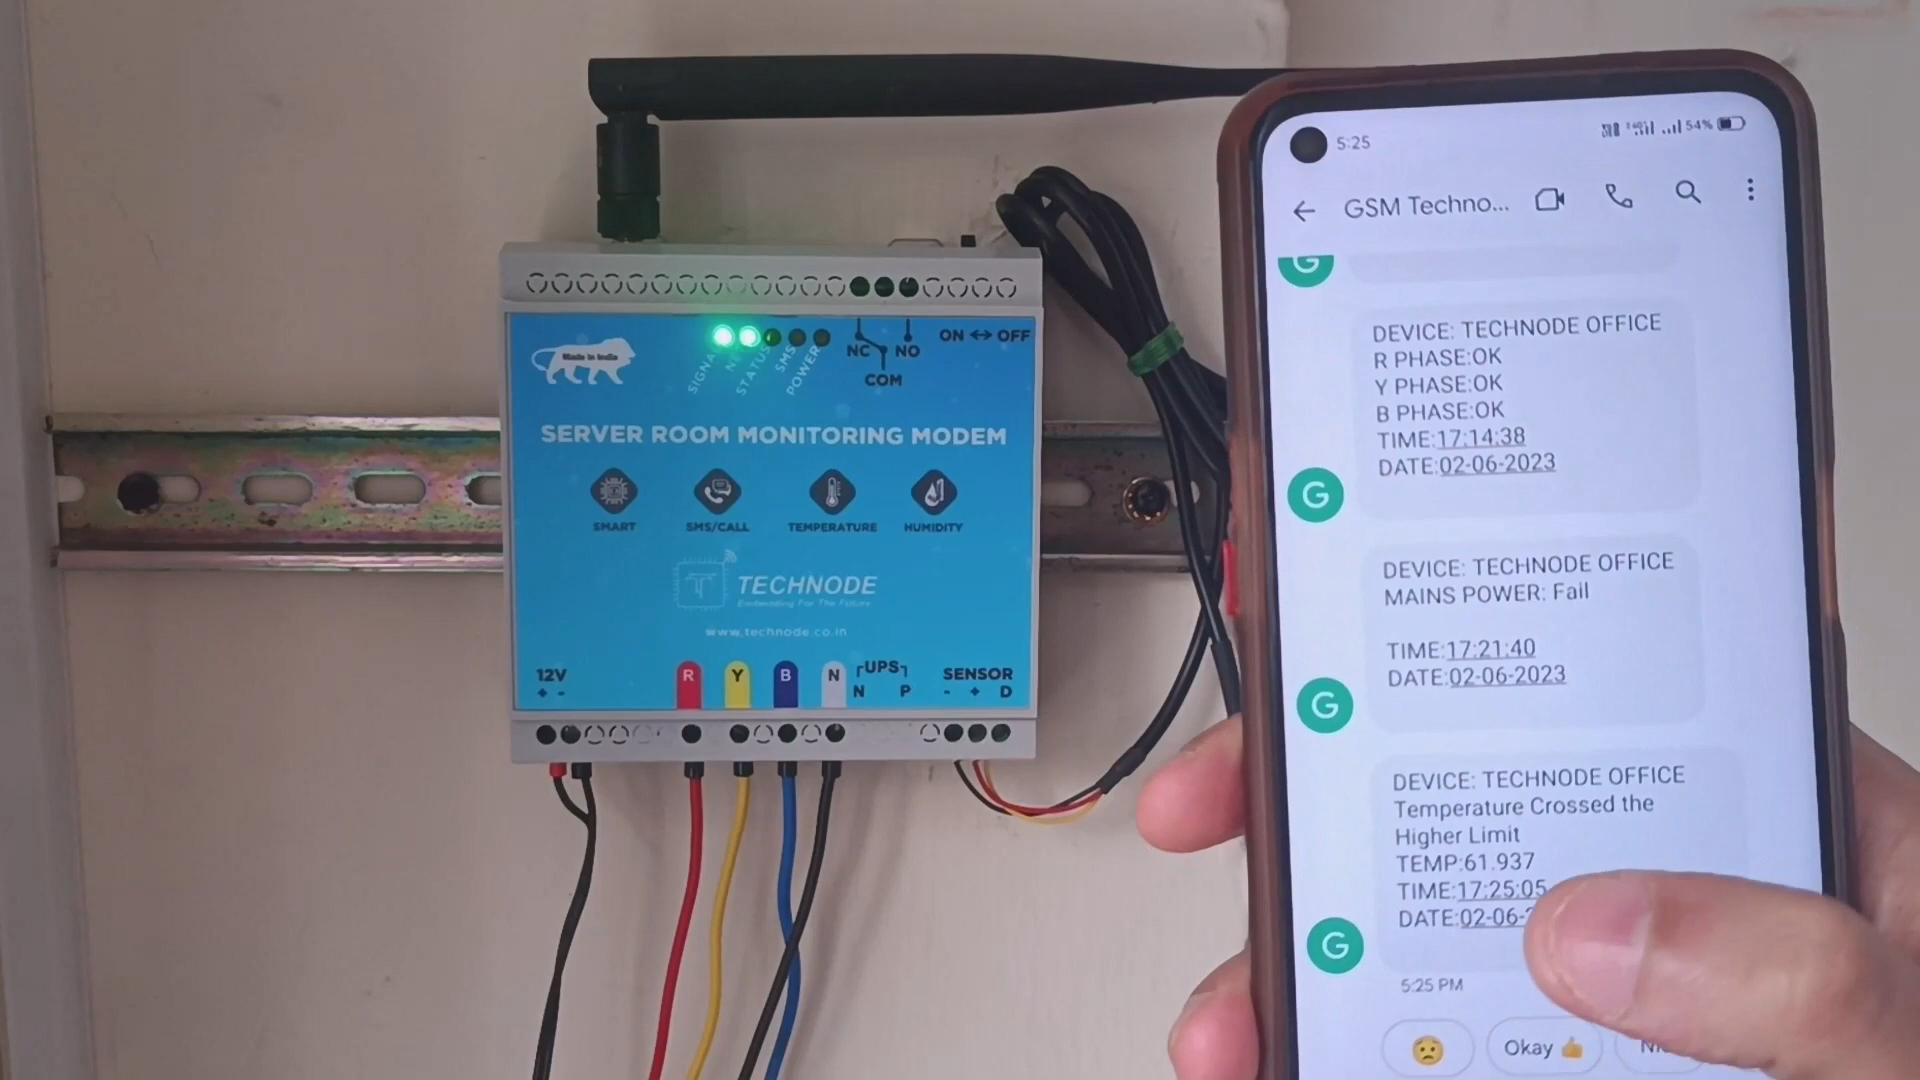 Made in India
SIGNAL
STATUS
SMS
POWER
NC
NO
COM
ON ↔ OFF
SERVER ROOM MONITORING MODEM
SMART
SMS/CALL
TEMPERATURE
HUMIDITY
TECHNODE
Embedding For The Future
www.technode.co.in
12V
+ -
R
Y
B
N
UPS
N P
SENSOR
- + D
5:25
54%
GSM Techno...
DEVICE: TECHNODE OFFICE
R PHASE:OK
Y PHASE:OK
B PHASE:OK
TIME:17:14:38
DATE:02-06-2023
G
DEVICE: TECHNODE OFFICE
MAINS POWER: Fail
TIME:17:21:40
DATE:02-06-2023
G
DEVICE: TECHNODE OFFICE
Temperature Crossed the
Higher Limit
TEMP:61.937
TIME:17:25:05
DATE:02-06-
G
5:25 PM
Okay 👍